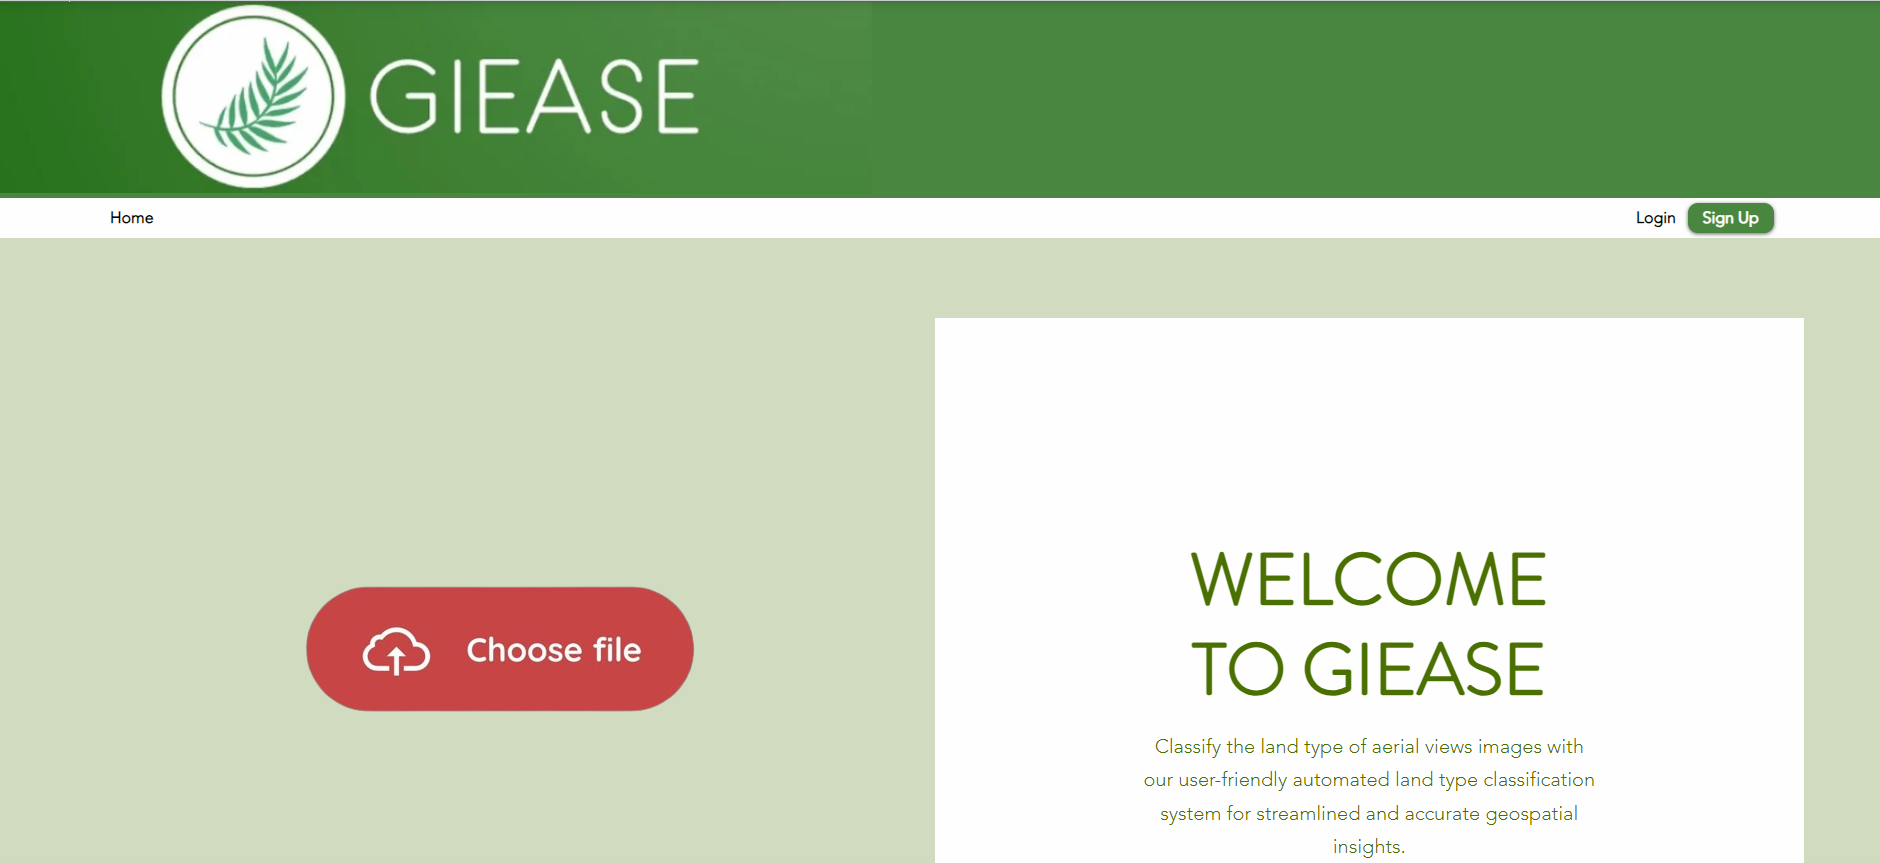 GIEASE
Home
Login
Sign Up
Choose file
WELCOME
TO GIEASE
Classify the land type of aerial views images with
our user-friendly automated land type classification
system for streamlined and accurate geospatial
insights.